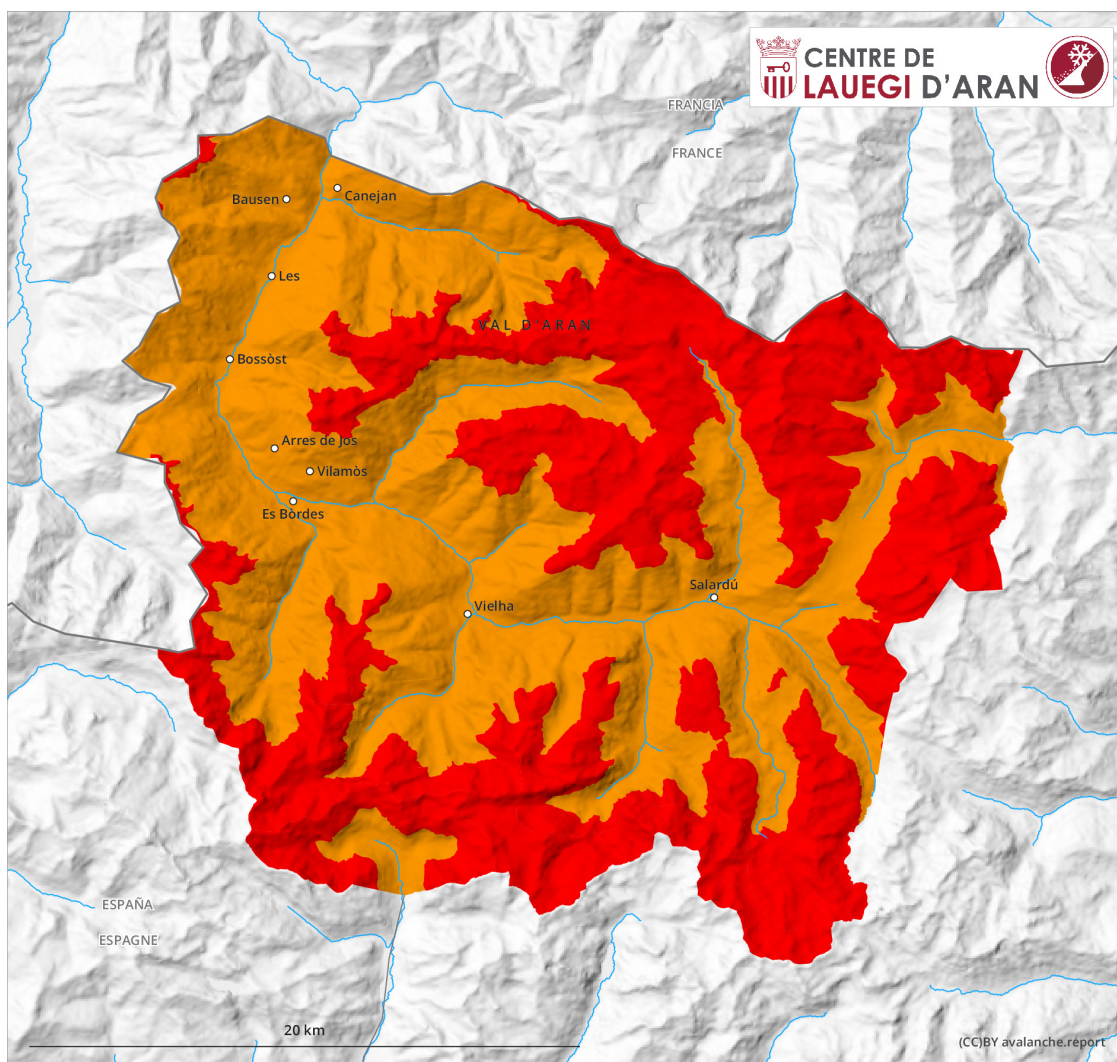 CENTRE DE
LAUEGI D'ARAN
FRANCIA
FRANCE
Bausen
Canejan
Les
VAL D'ARAN
Bossòst
Arres de Jos
Vilamòs
Es Bòrdes
Salardú
Vielha
ESPAÑA
ESPAGNE
20 km
(CC)BY avalanche.report